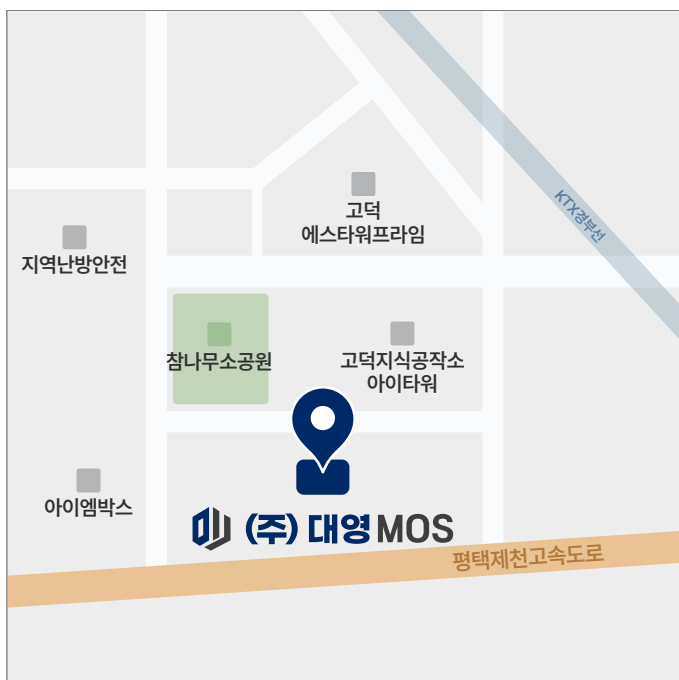 KTX경부선
고덕
에스타워프라임
지역난방안전
참나무소공원
고덕지식공작소
아이타워
아이엠박스
(주) 대영 MOS
평택제천고속도로